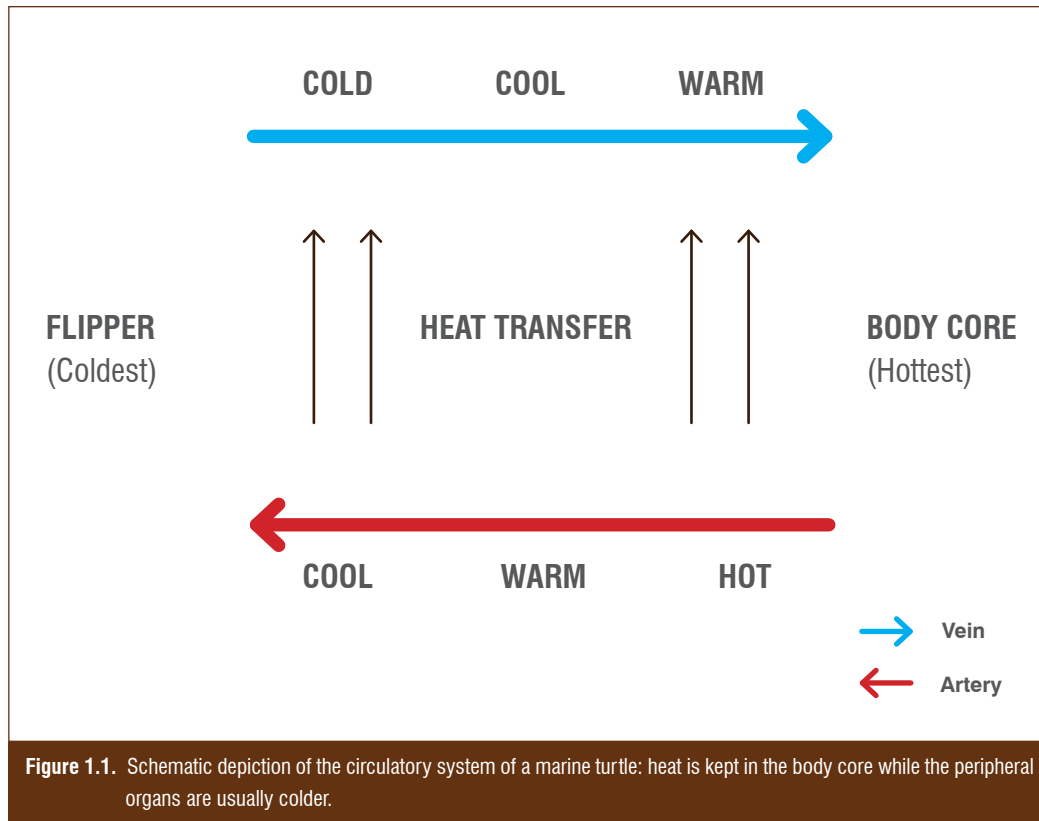 COLD COOL WARM
FLIPPER HEAT TRANSFER BODY CORE
(Coldest) (Hottest)
COOL WARM HOT
Vein
Artery
Figure 1.1. Schematic depiction of the circulatory system of a marine turtle: heat is kept in the body core while the peripheral
organs are usually colder.